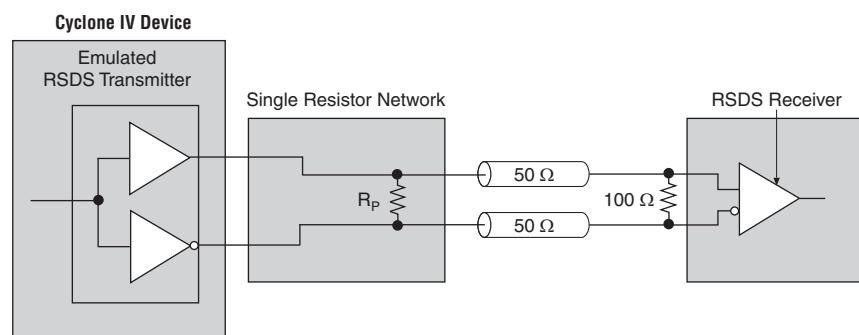 Cyclone IV Device
Emulated
RSDS Transmitter
Single Resistor Network
RSDS Receiver
50 Ω
R_P
100 Ω
50 Ω